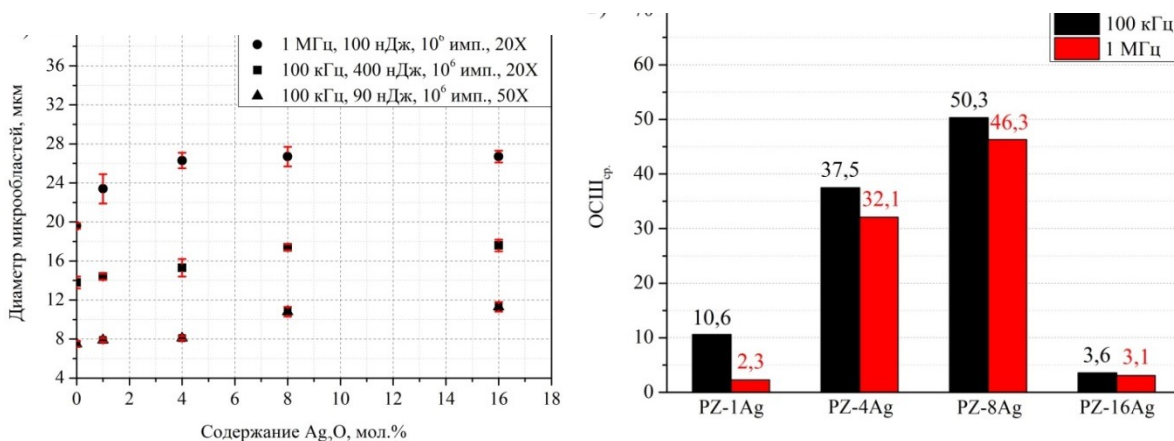 36
32
28
24
20
16
12
8
4
Диаметр микрообластей, мкм
1 МГц, 100 нДж, 10⁶ имп., 20X
100 кГц, 400 нДж, 10⁶ имп., 20X
100 кГц, 90 нДж, 10⁶ имп., 50X
0 2 4 6 8 10 12 14 16 18
Содержание Ag₂O, мол.%
60
50
40
30
20
10
0
ОСШср.
100 кГц
1 МГц
10,6
2,3
37,5
32,1
50,3
46,3
3,6
3,1
PZ-1Ag PZ-4Ag PZ-8Ag PZ-16Ag